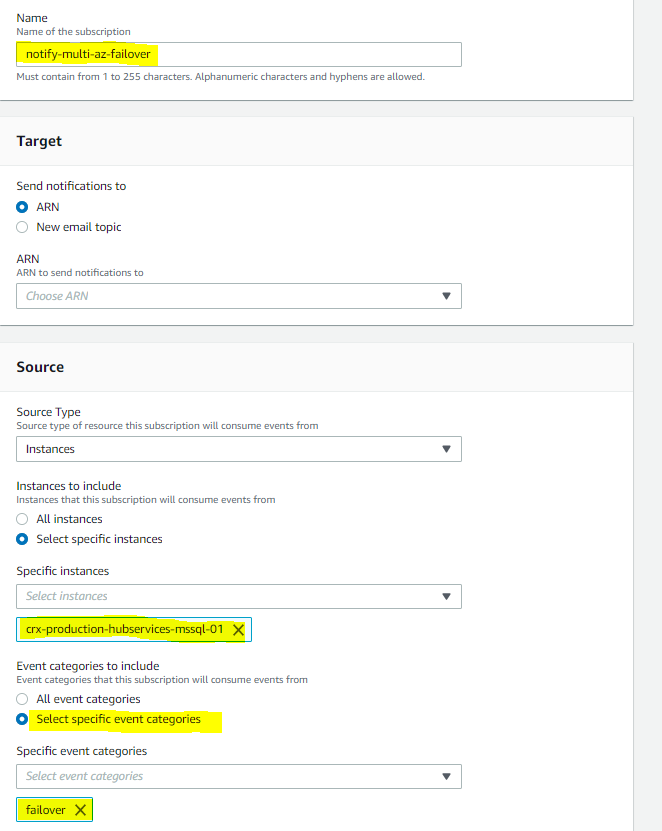 Name
Name of the subscription
notify-multi-az-failover
Must contain from 1 to 255 characters. Alphanumeric characters and hyphens are allowed.
Target
Send notifications to
ARN
New email topic
ARN
ARN to send notifications to
Choose ARN
Source
Source Type
Source type of resource this subscription will consume events from
Instances
Instances to include
Instances that this subscription will consume events from
All instances
Select specific instances
Specific instances
Select instances
crx-production-hubservices-mssql-01
Event categories to include
Event categories that this subscription will consume events from
All event categories
Select specific event categories
Specific event categories
Select event categories
failover